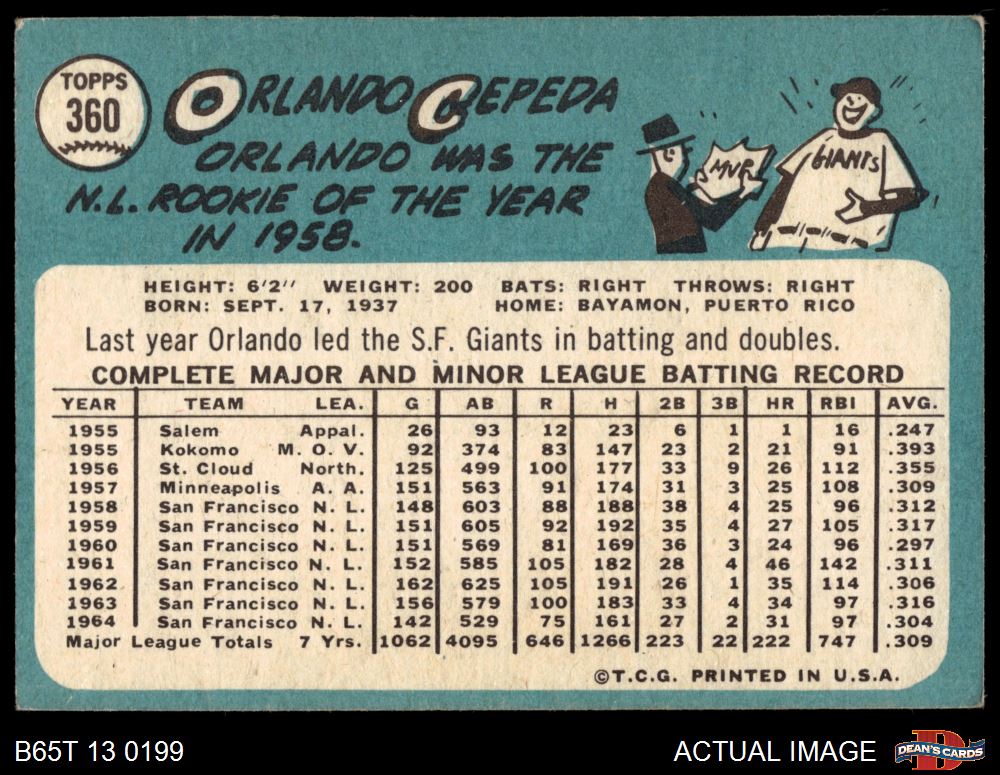 TOPPS
360
ORLANDO CEPEDA
ORLANDO WAS THE
N.L. ROOKIE OF THE YEAR
IN 1958.
MVP
GIANTS
HEIGHT: 6'2" WEIGHT: 200 BATS: RIGHT THROWS: RIGHT
BORN: SEPT. 17, 1937 HOME: BAYAMON, PUERTO RICO
Last year Orlando led the S.F. Giants in batting and doubles.
COMPLETE MAJOR AND MINOR LEAGUE BATTING RECORD
YEAR TEAM LEA. G AB R H 2B 3B HR RBI AVG.
1955 Salem Appal. 26 93 12 23 6 1 1 16 .247
1955 Kokomo M. O. V. 92 374 83 147 23 2 21 91 .393
1956 St. Cloud North. 125 499 100 177 33 9 26 112 .355
1957 Minneapolis A. A. 151 563 91 174 31 3 25 108 .309
1958 San Francisco N. L. 148 603 88 188 38 4 25 96 .312
1959 San Francisco N. L. 151 605 92 192 35 4 27 105 .317
1960 San Francisco N. L. 151 569 81 169 36 3 24 96 .297
1961 San Francisco N. L. 152 585 105 182 28 4 46 142 .311
1962 San Francisco N. L. 162 625 105 191 26 1 35 114 .306
1963 San Francisco N. L. 156 579 100 183 33 4 34 97 .316
1964 San Francisco N. L. 142 529 75 161 27 2 31 97 .304
Major League Totals 7 Yrs. 1062 4095 646 1266 223 22 222 747 .309
©T.C.G. PRINTED IN U.S.A.
B65T 13 0199
ACTUAL IMAGE
DEAN'S CARDS